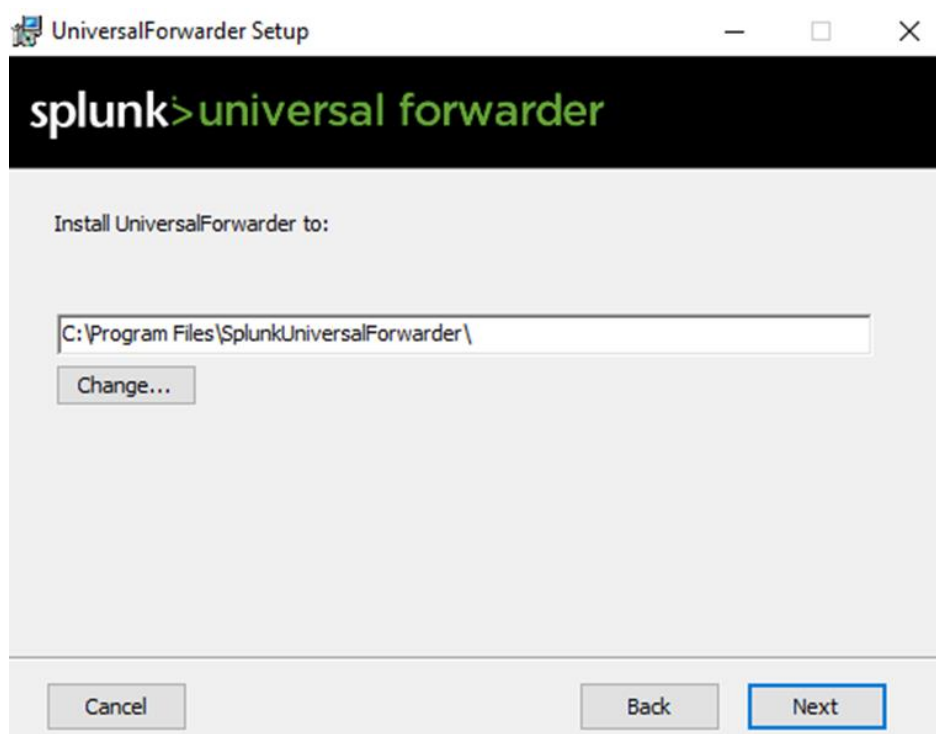 UniversalForwarder Setup
splunk>universal forwarder
Install UniversalForwarder to:
C:\Program Files\SplunkUniversalForwarder\
Change...
Cancel Back Next